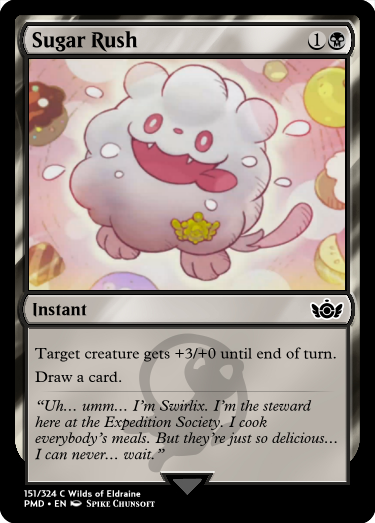 Sugar Rush 1
Instant
Target creature gets +3/+0 until end of turn.
Draw a card.
“Uh… umm… I’m Swirlix. I’m the steward
here at the Expedition Society. I cook
everybody’s meals. But they’re just so delicious…
I can never… wait.”
151/324 C Wilds of Eldraine
PMD • EN Spike Chunsoft